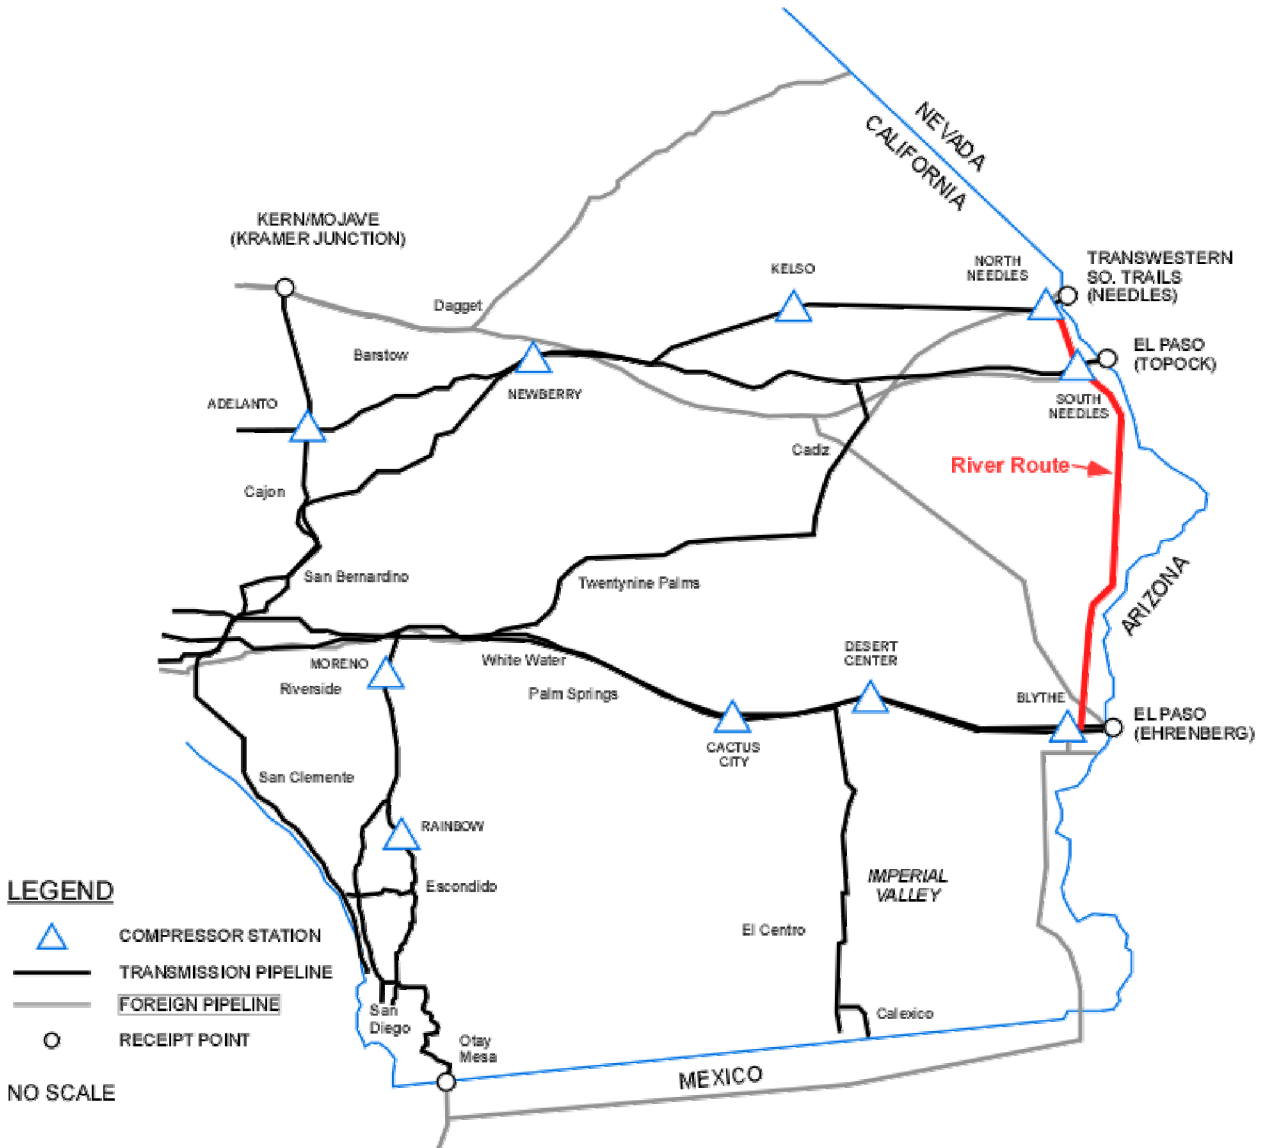 NEVADA
CALIFORNIA
KERN/MOJAVE
(KRAMER JUNCTION)
NORTH
NEEDLES
TRANSWESTERN
SO. TRAILS
(NEEDLES)
KELSO
Dagget
EL PASO
(TOPOCK)
Barstow
NEWBERRY
ADELANTO
SOUTH
NEEDLES
Cadiz
River Route
Cajon
San Bernardino
Twentynine Palms
ARIZONA
MORENO
Riverside
White Water
Palm Springs
DESERT
CENTER
BLYTHE
EL PASO
(EHRENBERG)
CACTUS
CITY
San Clemente
RAINBOW
Escondido
IMPERIAL
VALLEY
El Centro
LEGEND
COMPRESSOR STATION
TRANSMISSION PIPELINE
FOREIGN PIPELINE
RECEIPT POINT
NO SCALE
San
Diego
Otay
Mesa
Calexico
MEXICO